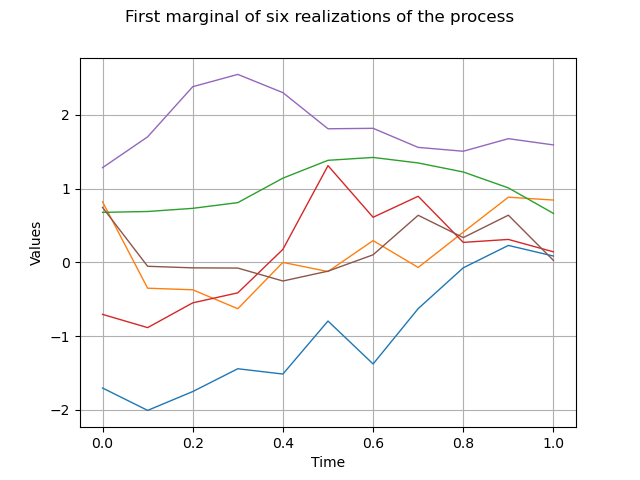 First marginal of six realizations of the process
2
1
0
−1
−2
Values
0.0 0.2 0.4 0.6 0.8 1.0
Time